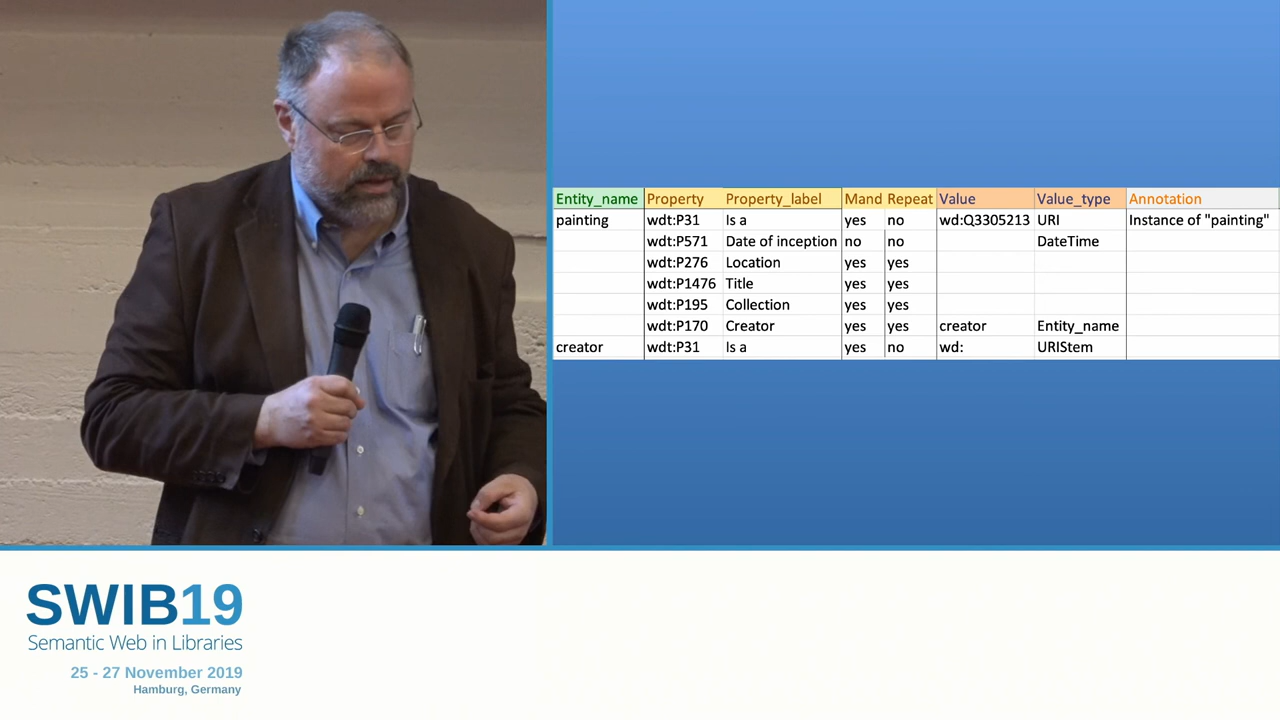 Entity_name Property Property_label Mand Repeat Value Value_type Annotation
painting wdt:P31 Is a yes no wd:Q3305213 URI Instance of "painting"
wdt:P571 Date of inception no no DateTime
wdt:P276 Location yes yes
wdt:P1476 Title yes yes
wdt:P195 Collection yes yes
wdt:P170 Creator yes yes creator Entity_name
creator wdt:P31 Is a yes no wd: URIStem
SWIB19
Semantic Web in Libraries
25 - 27 November 2019
Hamburg, Germany